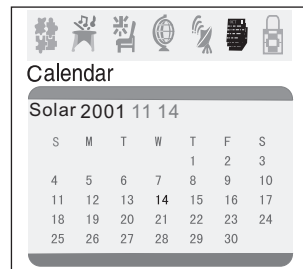 Calendar
Solar 2001 11 14
S M T W T F S
1 2 3
4 5 6 7 8 9 10
11 12 13 14 15 16 17
18 19 20 21 22 23 24
25 26 27 28 29 30